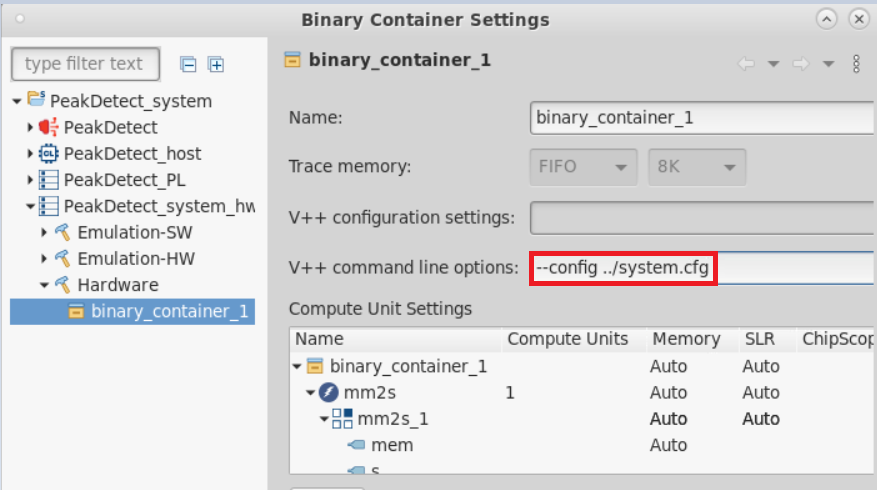 Binary Container Settings
type filter text
PeakDetect_system
PeakDetect
PeakDetect_host
PeakDetect_PL
PeakDetect_system_hw
Emulation-SW
Emulation-HW
Hardware
binary_container_1
binary_container_1
Name: binary_container_1
Trace memory: FIFO 8K
V++ configuration settings:
V++ command line options: --config ../system.cfg
Compute Unit Settings
Name Compute Units Memory SLR ChipScop
binary_container_1 Auto Auto
mm2s 1 Auto Auto
mm2s_1 Auto Auto
mem Auto
s